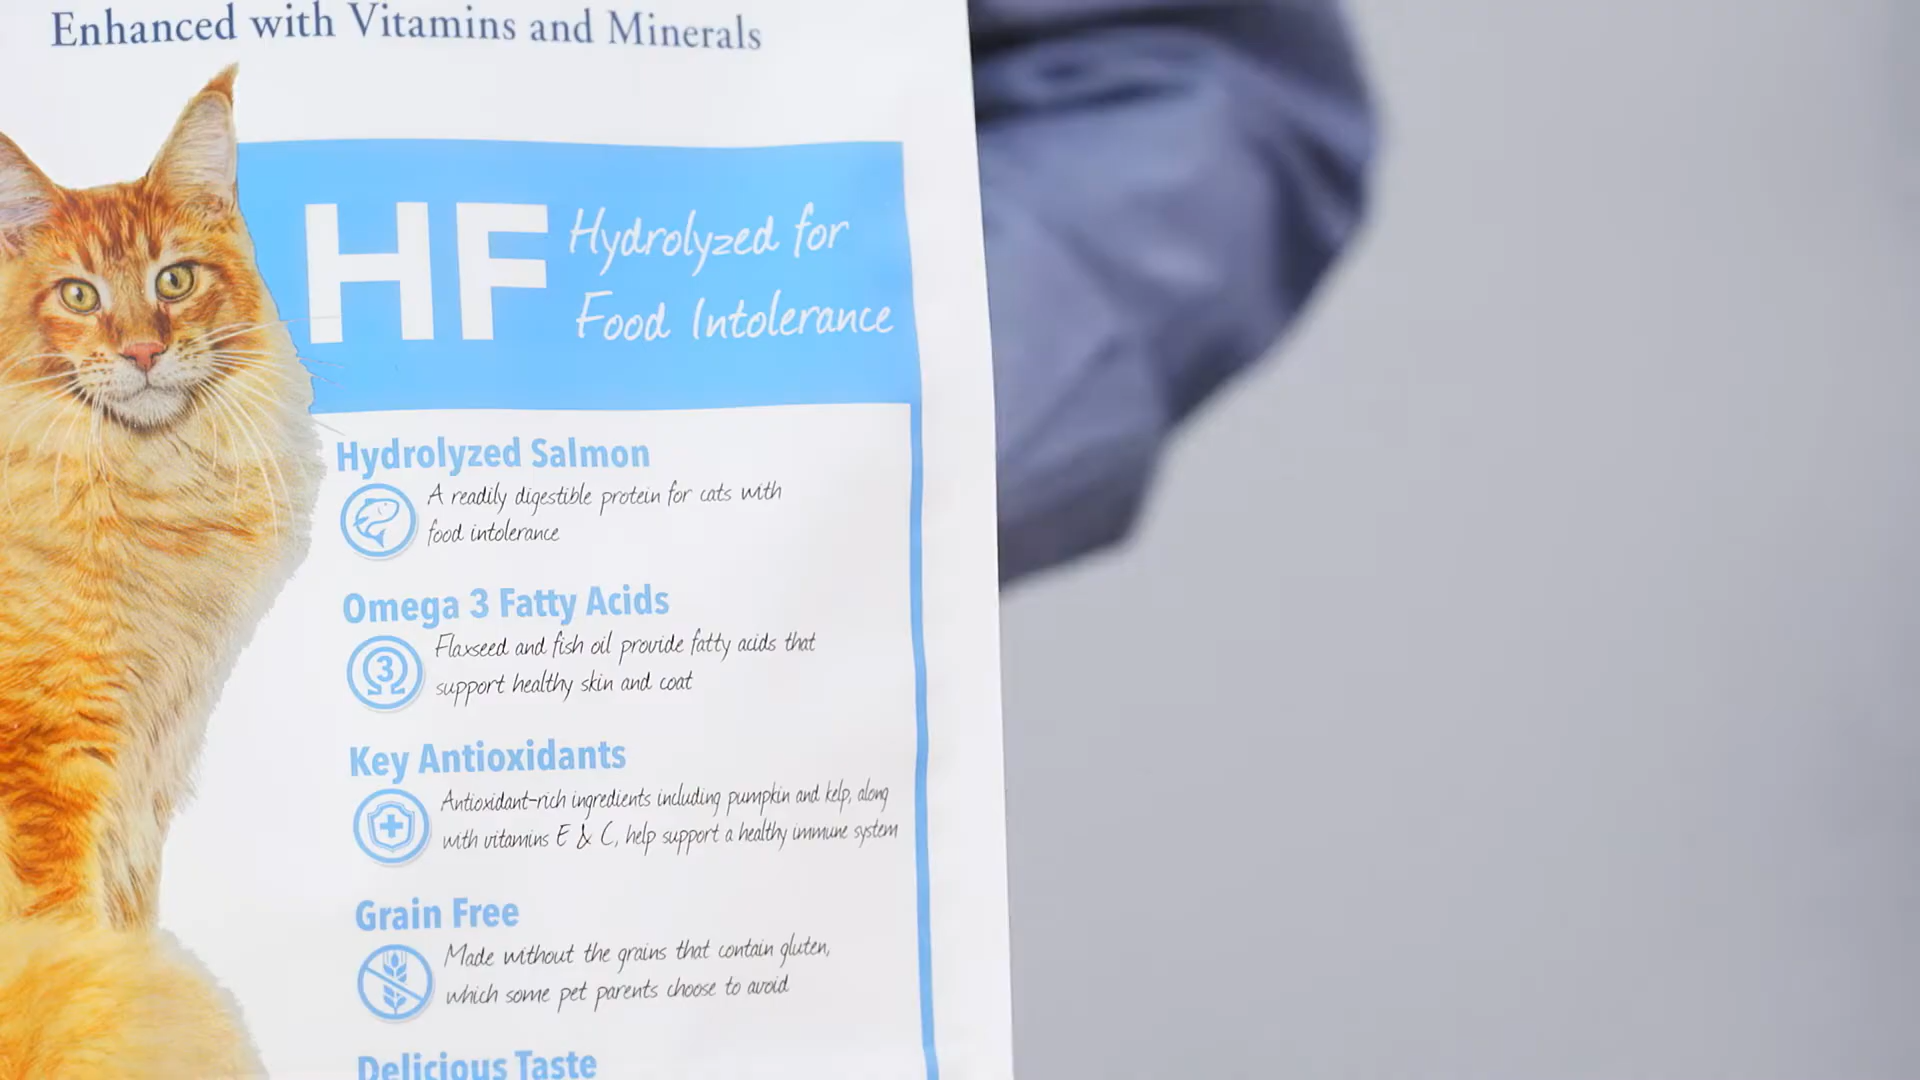 Enhanced with Vitamins and Minerals
HF
Hydrolyzed for
Food Intolerance
Hydrolyzed Salmon
A readily digestible protein for cats with
food intolerance
Omega 3 Fatty Acids
3
Flaxseed and fish oil provide fatty acids that
support healthy skin and coat
Key Antioxidants
Antioxidant-rich ingredients including pumpkin and kelp, along
with vitamins E & C, help support a healthy immune system
Grain Free
Made without the grains that contain gluten,
which some pet parents choose to avoid
Delicious Taste